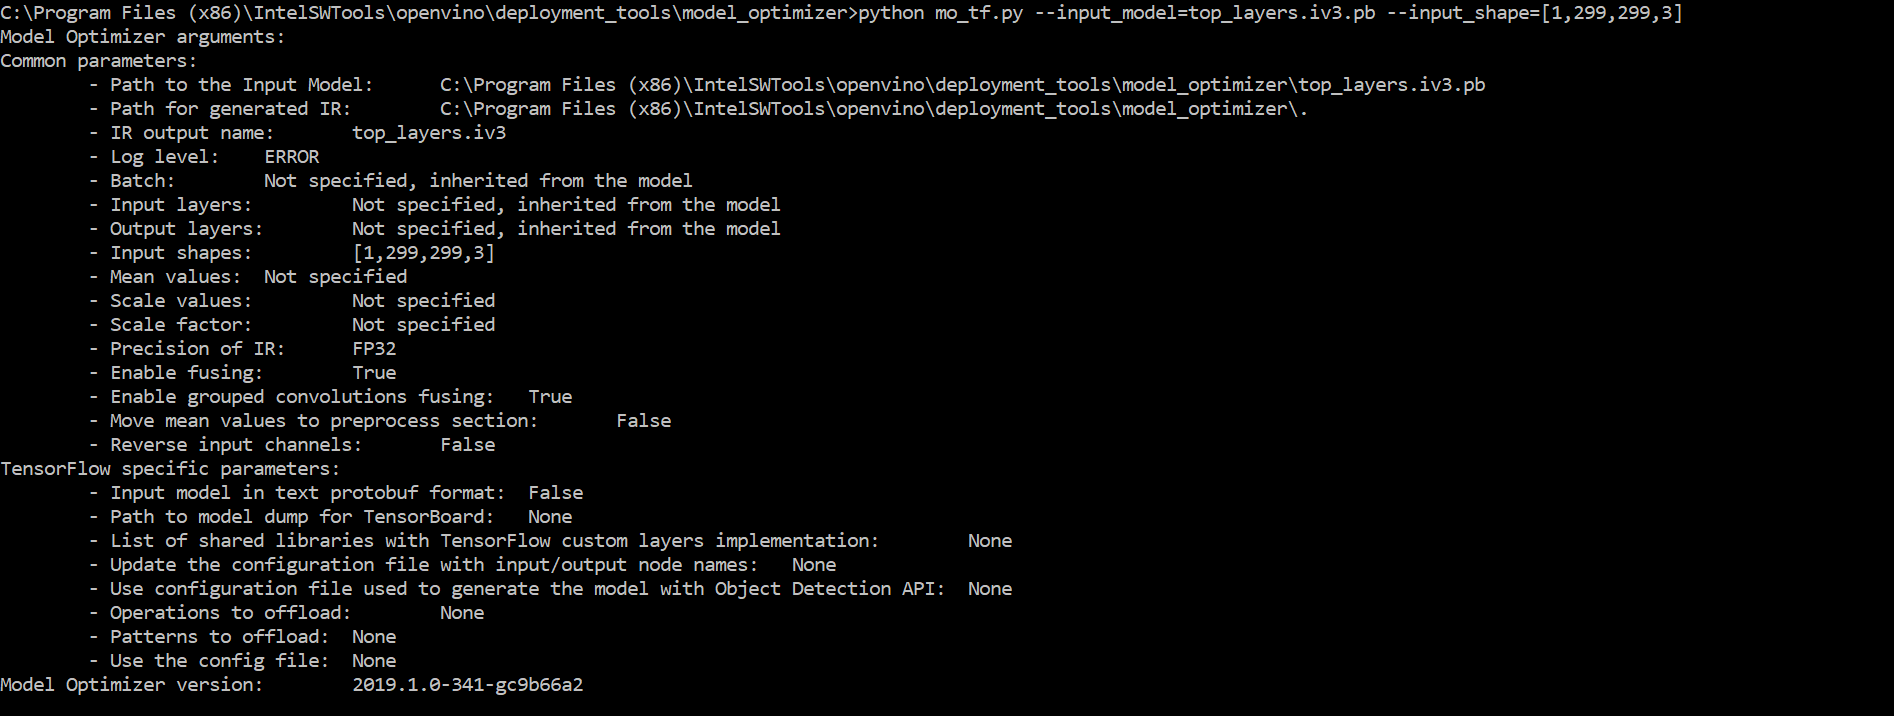 C:\Program Files (x86)\IntelSWTools\openvino\deployment_tools\model_optimizer>python mo_tf.py --input_model=top_layers.iv3.pb --input_shape=[1,299,299,3]
Model Optimizer arguments:
Common parameters:
        - Path to the Input Model:      C:\Program Files (x86)\IntelSWTools\openvino\deployment_tools\model_optimizer\top_layers.iv3.pb
        - Path for generated IR:        C:\Program Files (x86)\IntelSWTools\openvino\deployment_tools\model_optimizer\.
        - IR output name:       top_layers.iv3
        - Log level:    ERROR
        - Batch:        Not specified, inherited from the model
        - Input layers:         Not specified, inherited from the model
        - Output layers:        Not specified, inherited from the model
        - Input shapes:         [1,299,299,3]
        - Mean values:  Not specified
        - Scale values:         Not specified
        - Scale factor:         Not specified
        - Precision of IR:      FP32
        - Enable fusing:        True
        - Enable grouped convolutions fusing:   True
        - Move mean values to preprocess section:       False
        - Reverse input channels:       False
TensorFlow specific parameters:
        - Input model in text protobuf format:  False
        - Path to model dump for TensorBoard:   None
        - List of shared libraries with TensorFlow custom layers implementation:        None
        - Update the configuration file with input/output node names:   None
        - Use configuration file used to generate the model with Object Detection API:  None
        - Operations to offload:        None
        - Patterns to offload:  None
        - Use the config file:  None
Model Optimizer version:        2019.1.0-341-gc9b66a2